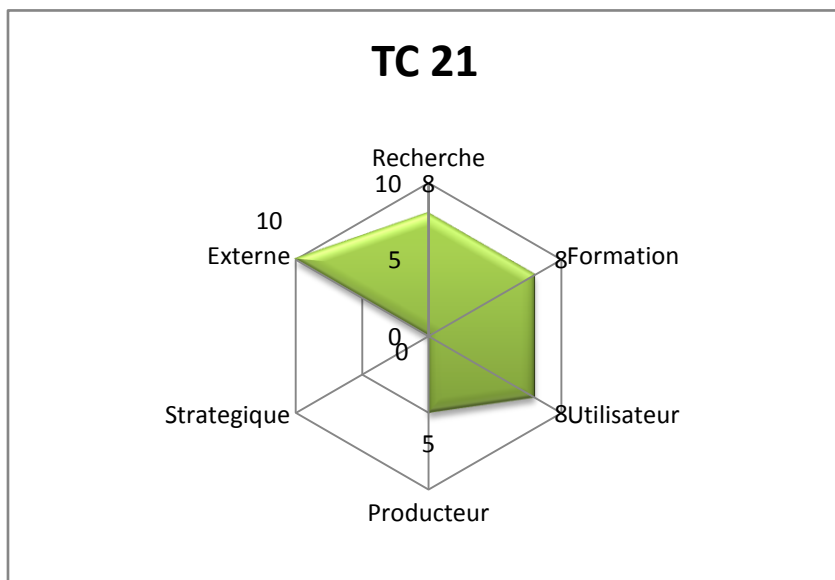 TC 21
Recherche
10 8
10
Externe 5 8 Formation
0
0
Strategique 8 Utilisateur
5
Producteur